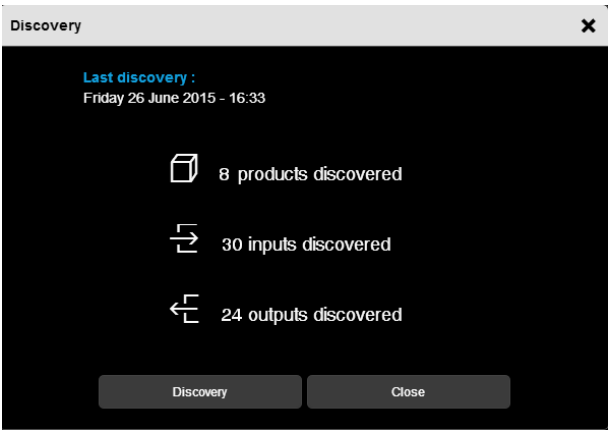 Discovery
Last discovery :
Friday 26 June 2015 - 16:33
8 products discovered
30 inputs discovered
24 outputs discovered
Discovery
Close